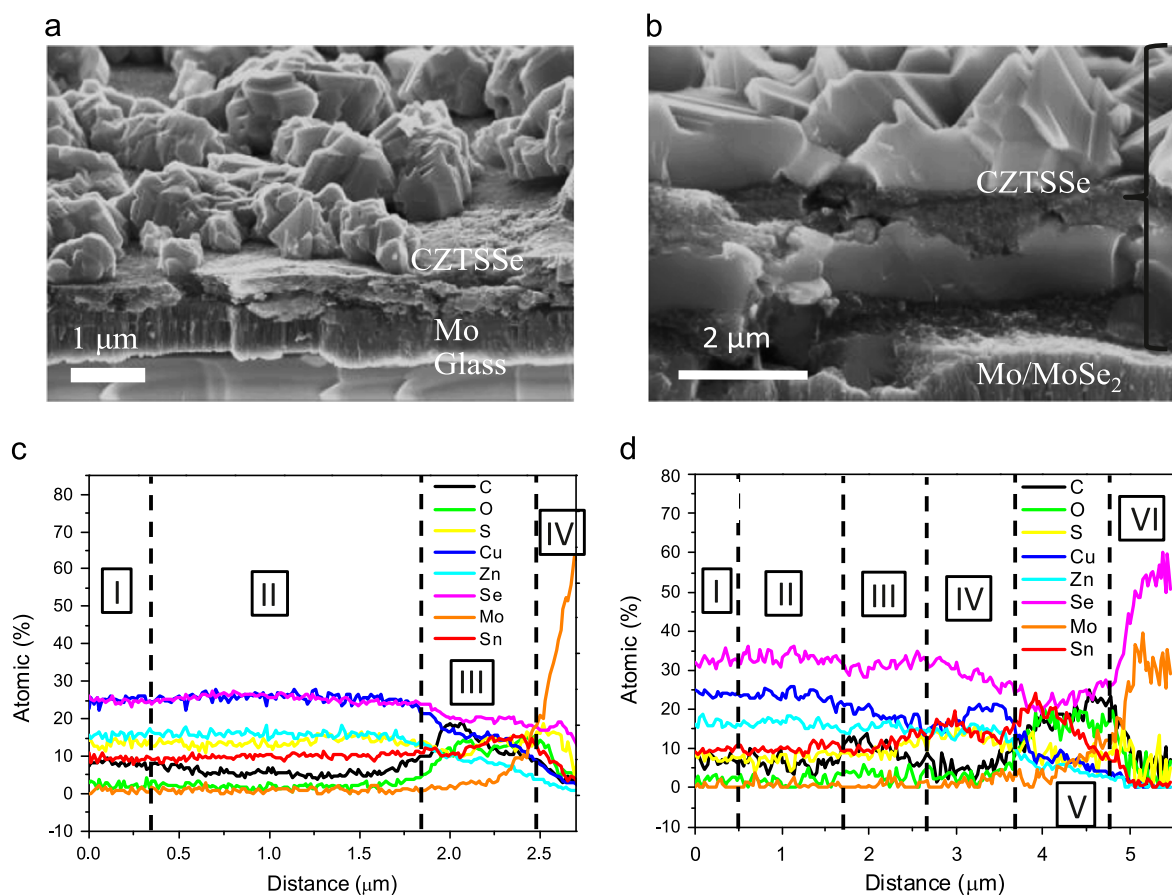 a
b
CZTSSe
1 μm
Mo
Glass
CZTSSe
2 μm
Mo/MoSe2
c
d
80
70
60
50
40
30
20
10
0
-10
Atomic (%)
0.0 0.5 1.0 1.5 2.0 2.5
Distance (μm)
I
II
III
IV
C
O
S
Cu
Zn
Se
Mo
Sn
80
70
60
50
40
30
20
10
0
-10
Atomic (%)
0 1 2 3 4 5
Distance (μm)
I
II
III
IV
V
VI
C
O
S
Cu
Zn
Se
Mo
Sn